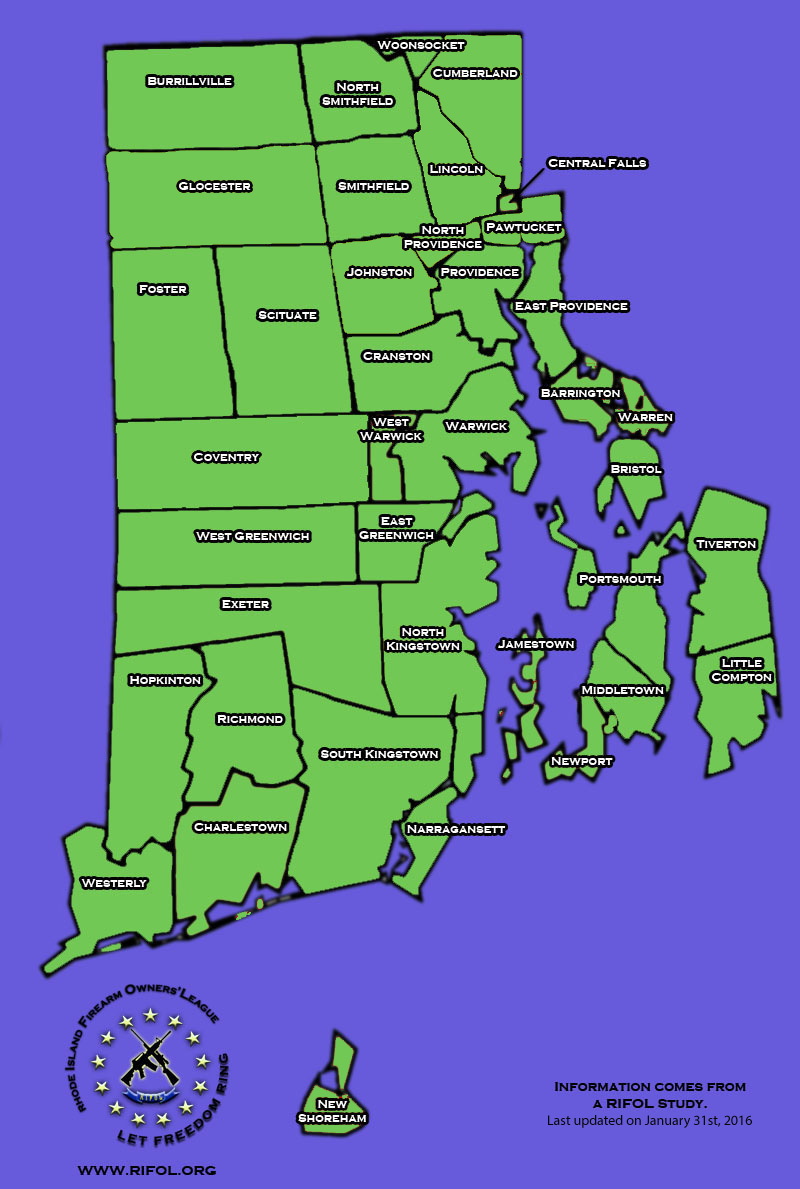 Woonsocket
Cumberland
Burrillville
North
Smithfield
Central Falls
Lincoln
Glocester
Smithfield
Pawtucket
North
Providence
Johnston
Providence
Foster
Scituate
East Providence
Cranston
Barrington
Warren
West
Warwick
Warwick
Coventry
Bristol
East
Greenwich
West Greenwich
Tiverton
Portsmouth
Exeter
North
Kingstown
Jamestown
Little
Compton
Hopkinton
Middletown
Richmond
South Kingstown
Newport
Charlestown
Narragansett
Westerly
Rhode Island Firearm Owners' League
Let Freedom Ring
www.rifol.org
New
Shoreham
Information comes from
a RIFOL Study.
Last updated on January 31st, 2016